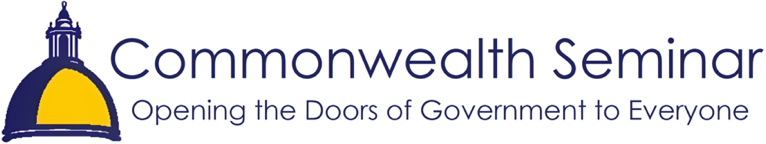 Commonwealth Seminar
Opening the Doors of Government to Everyone